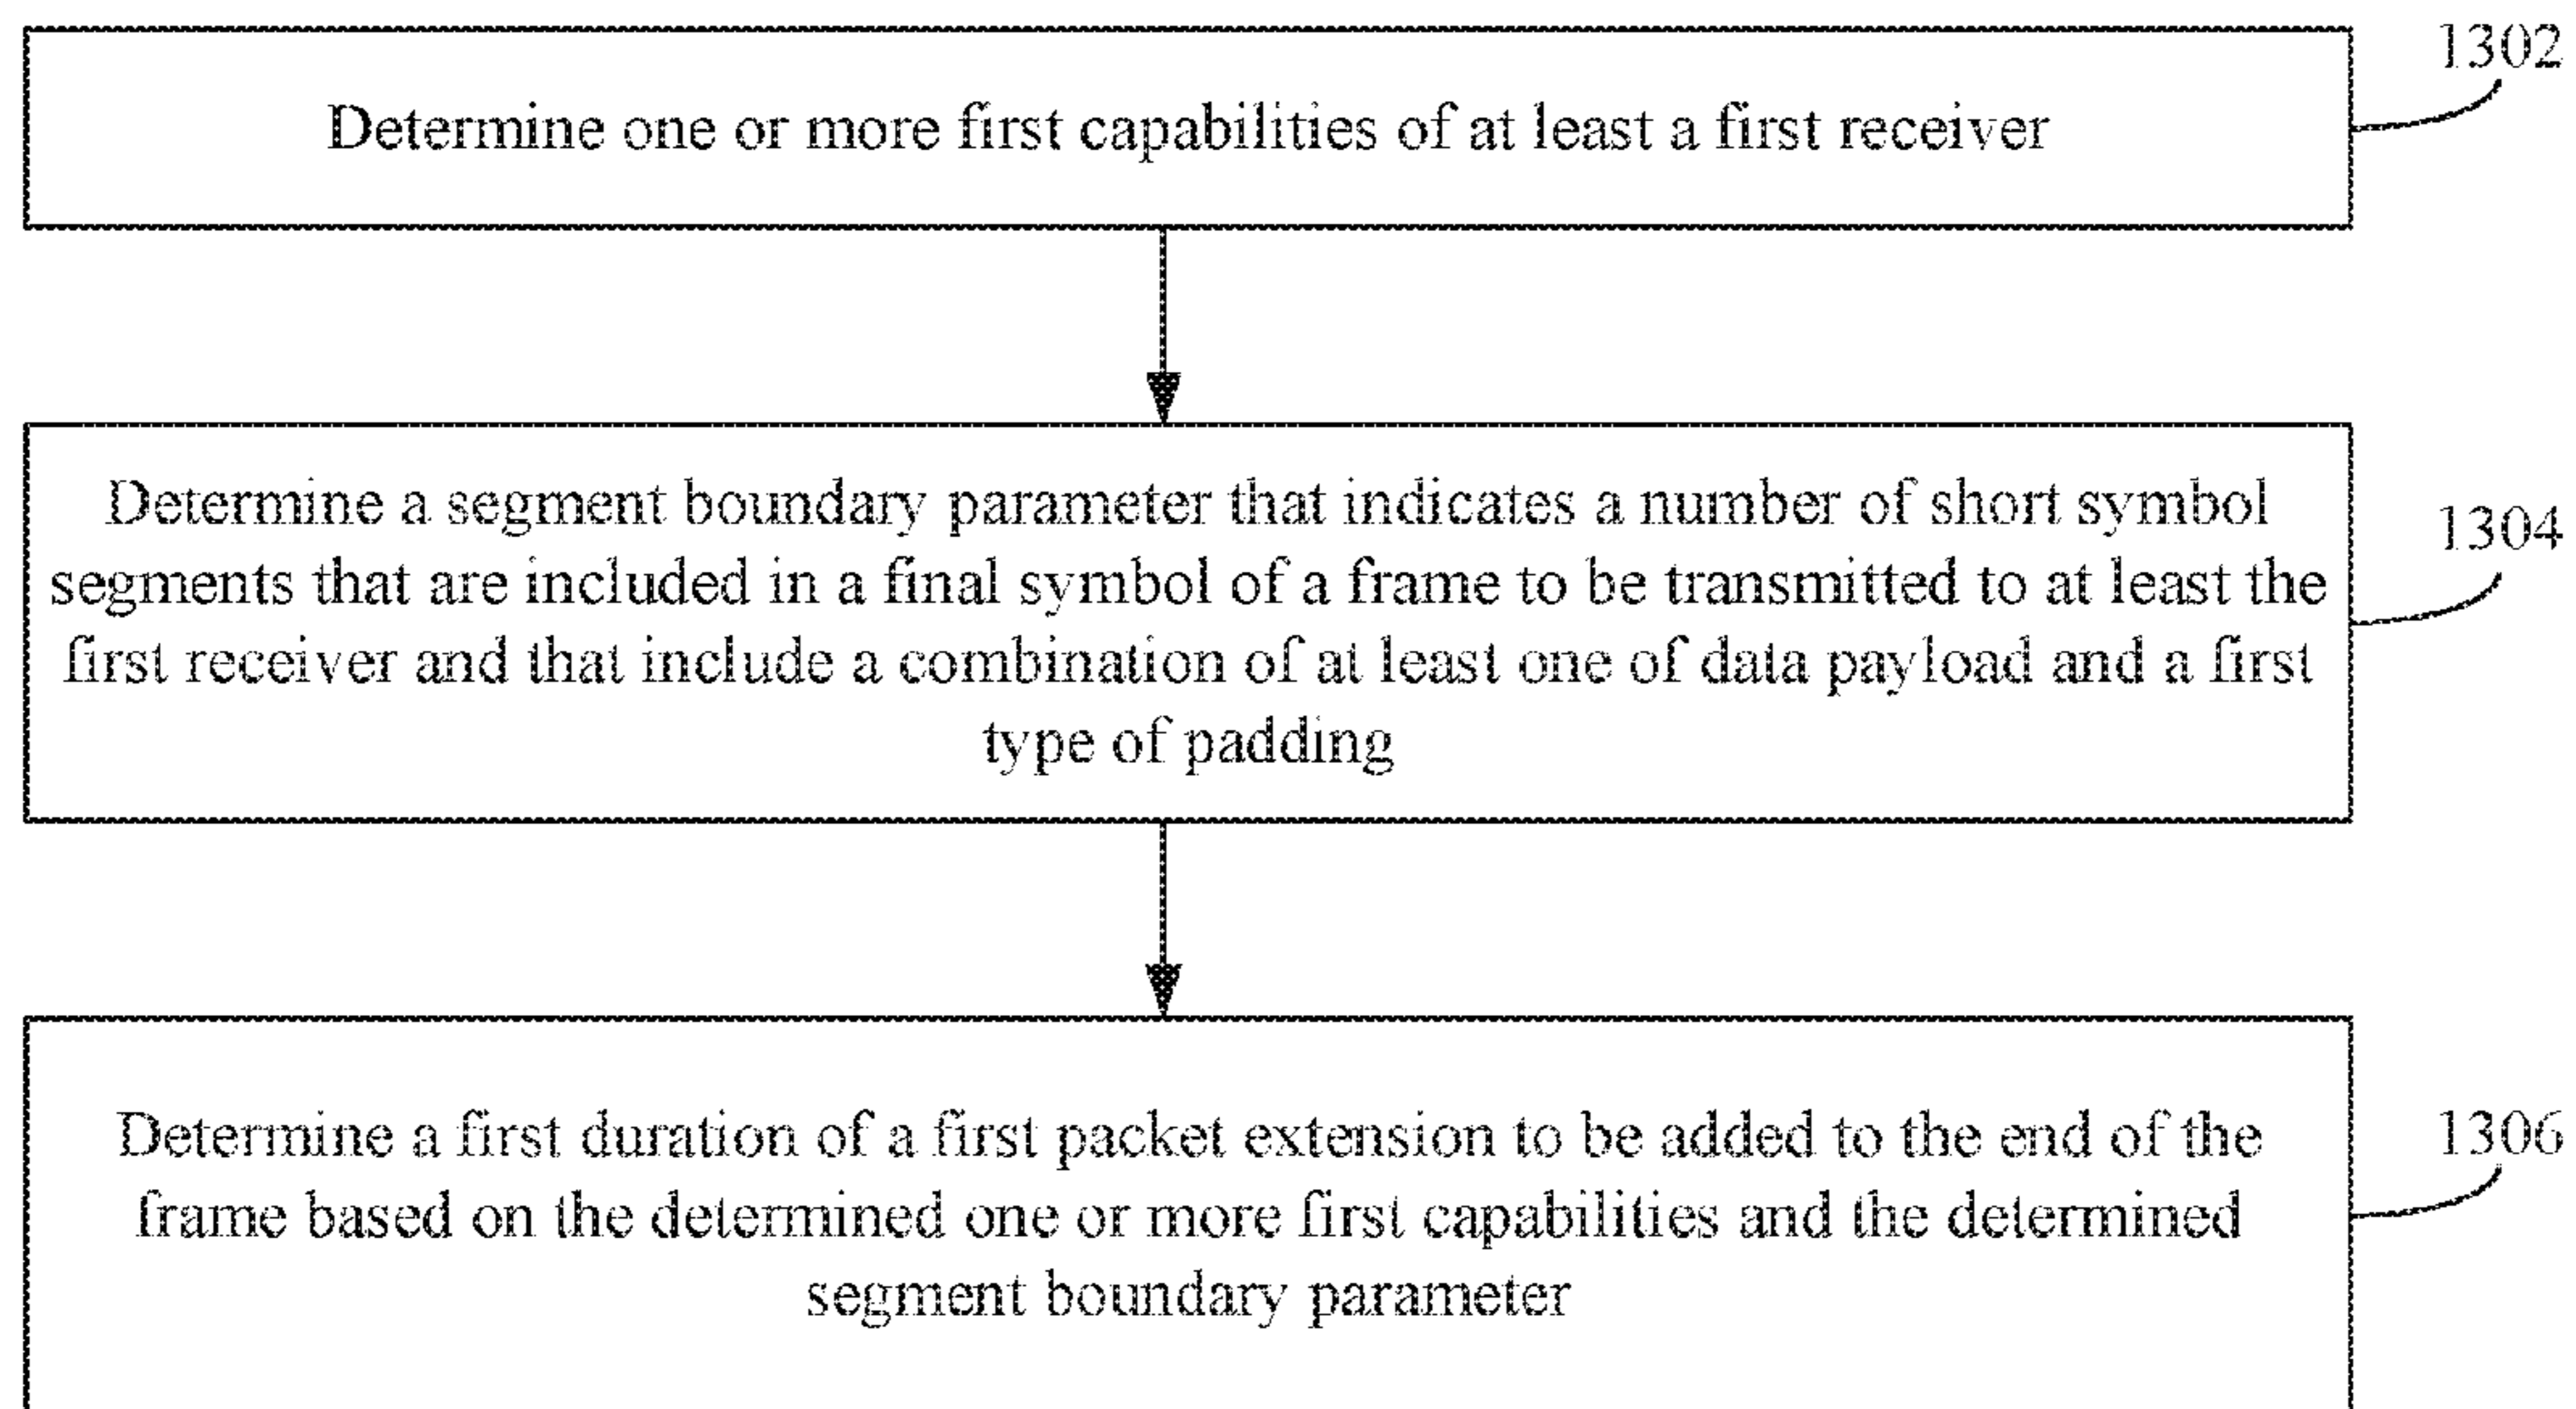 1302
Determine one or more first capabilities of at least a first receiver
Determine a segment boundary parameter that indicates a number of short symbol
segments that are included in a final symbol of a frame to be transmitted to at least the
first receiver and that include a combination of at least one of data payload and a first
type of padding
1304
Determine a first duration of a first packet extension to be added to the end of the
frame based on the determined one or more first capabilities and the determined
segment boundary parameter
1306